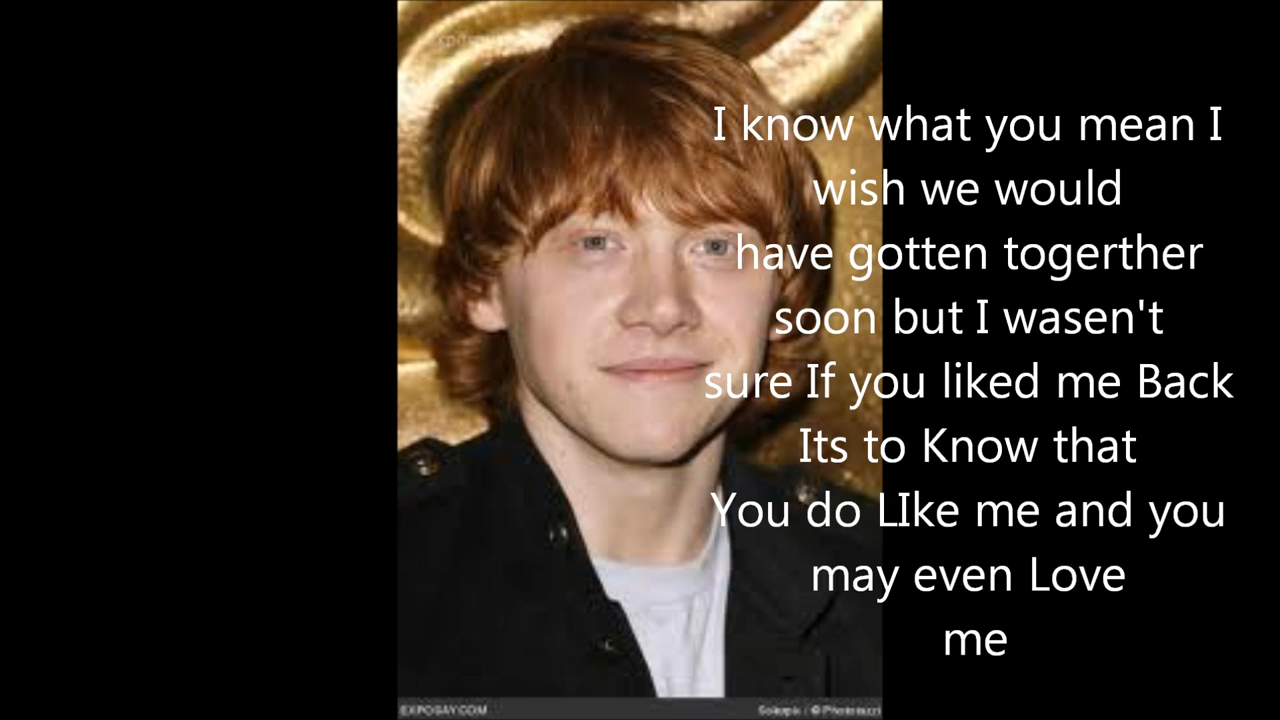 I know what you mean I
wish we would
have gotten togerther
soon but I wasen't
sure If you liked me Back
Its to Know that
You do LIke me and you
may even Love
me
EXPOSAY.COM